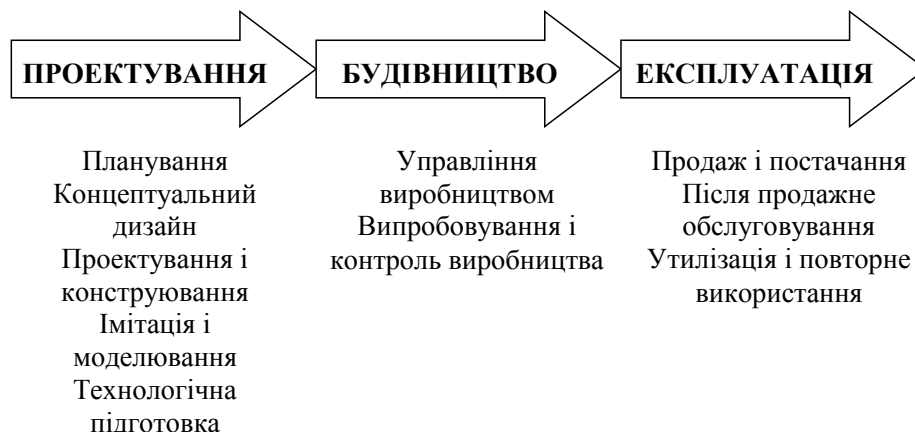 ПРОЕКТУВАННЯ
БУДІВНИЦТВО
ЕКСПЛУАТАЦІЯ
Планування
Концептуальний
дизайн
Проектування і
конструювання
Імітація і
моделювання
Технологічна
підготовка
Управління
виробництвом
Випробовування і
контроль виробництва
Продаж і постачання
Після продажне
обслуговування
Утилізація і повторне
використання